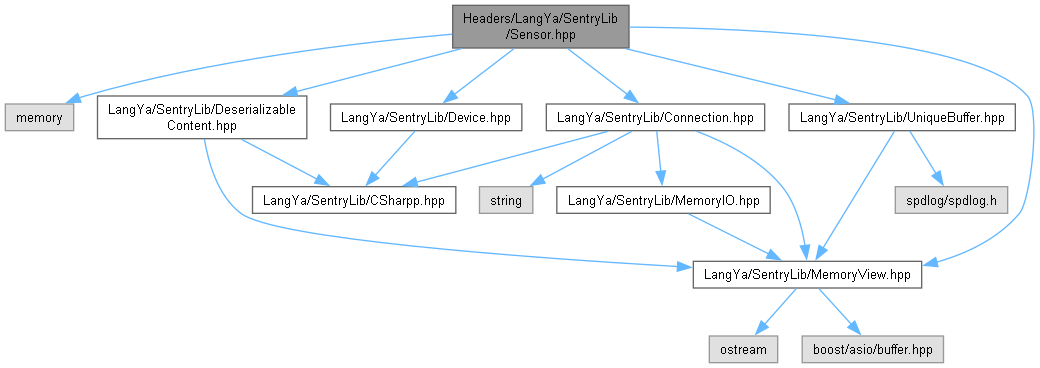 Headers/LangYa/SentryLib
/Sensor.hpp
memory
LangYa/SentryLib/Deserializable
Content.hpp
LangYa/SentryLib/Device.hpp
LangYa/SentryLib/Connection.hpp
LangYa/SentryLib/UniqueBuffer.hpp
LangYa/SentryLib/CSharpp.hpp
string
LangYa/SentryLib/MemoryIO.hpp
spdlog/spdlog.h
LangYa/SentryLib/MemoryView.hpp
ostream
boost/asio/buffer.hpp